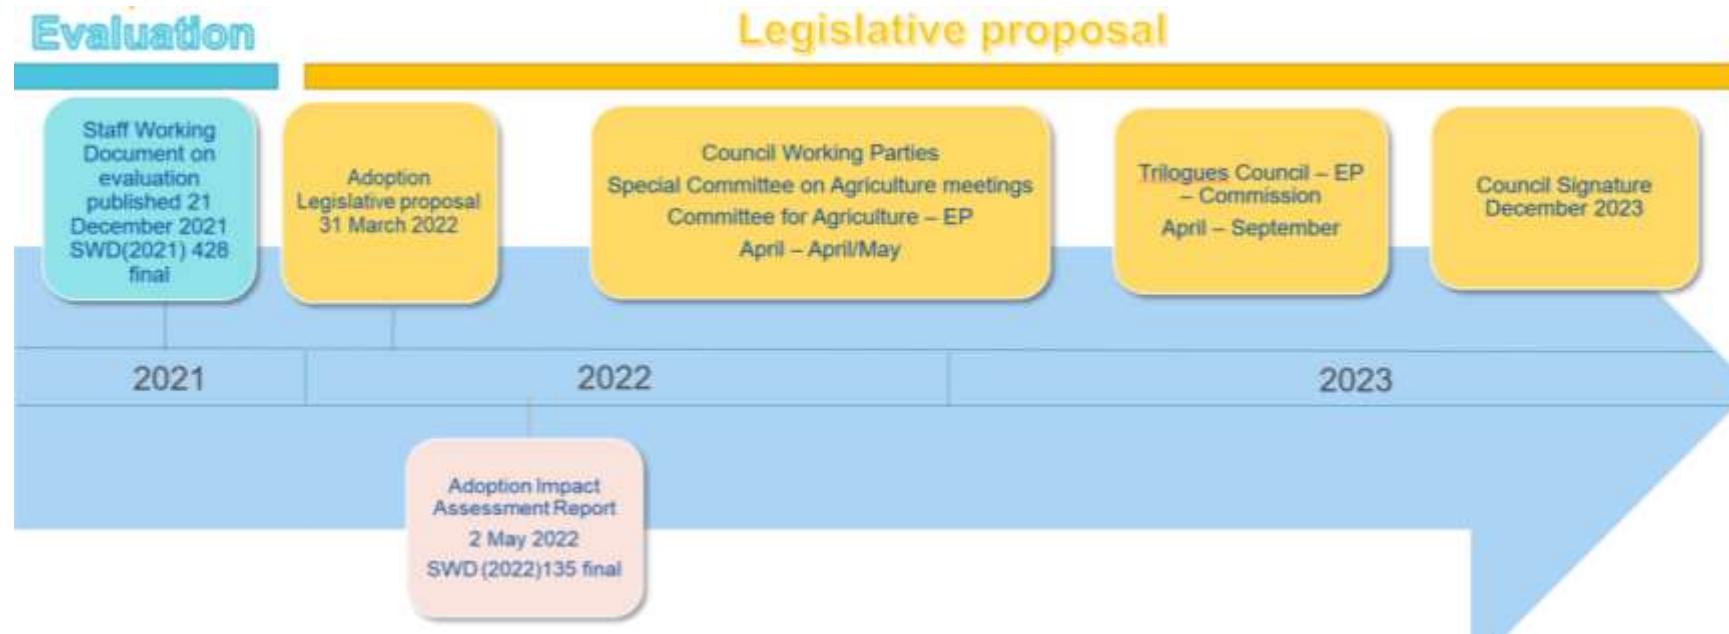 Evaluation
Legislative proposal
Staff Working
Document on
evaluation
published 21
December 2021
SWD(2021) 428
final
Adoption
Legislative proposal
31 March 2022
Council Working Parties
Special Committee on Agriculture meetings
Committee for Agriculture – EP
April – April/May
Trilogues Council – EP
– Commission
April – September
Council Signature
December 2023
2021
2022
2023
Adoption Impact
Assessment Report
2 May 2022
SWD (2022)135 final